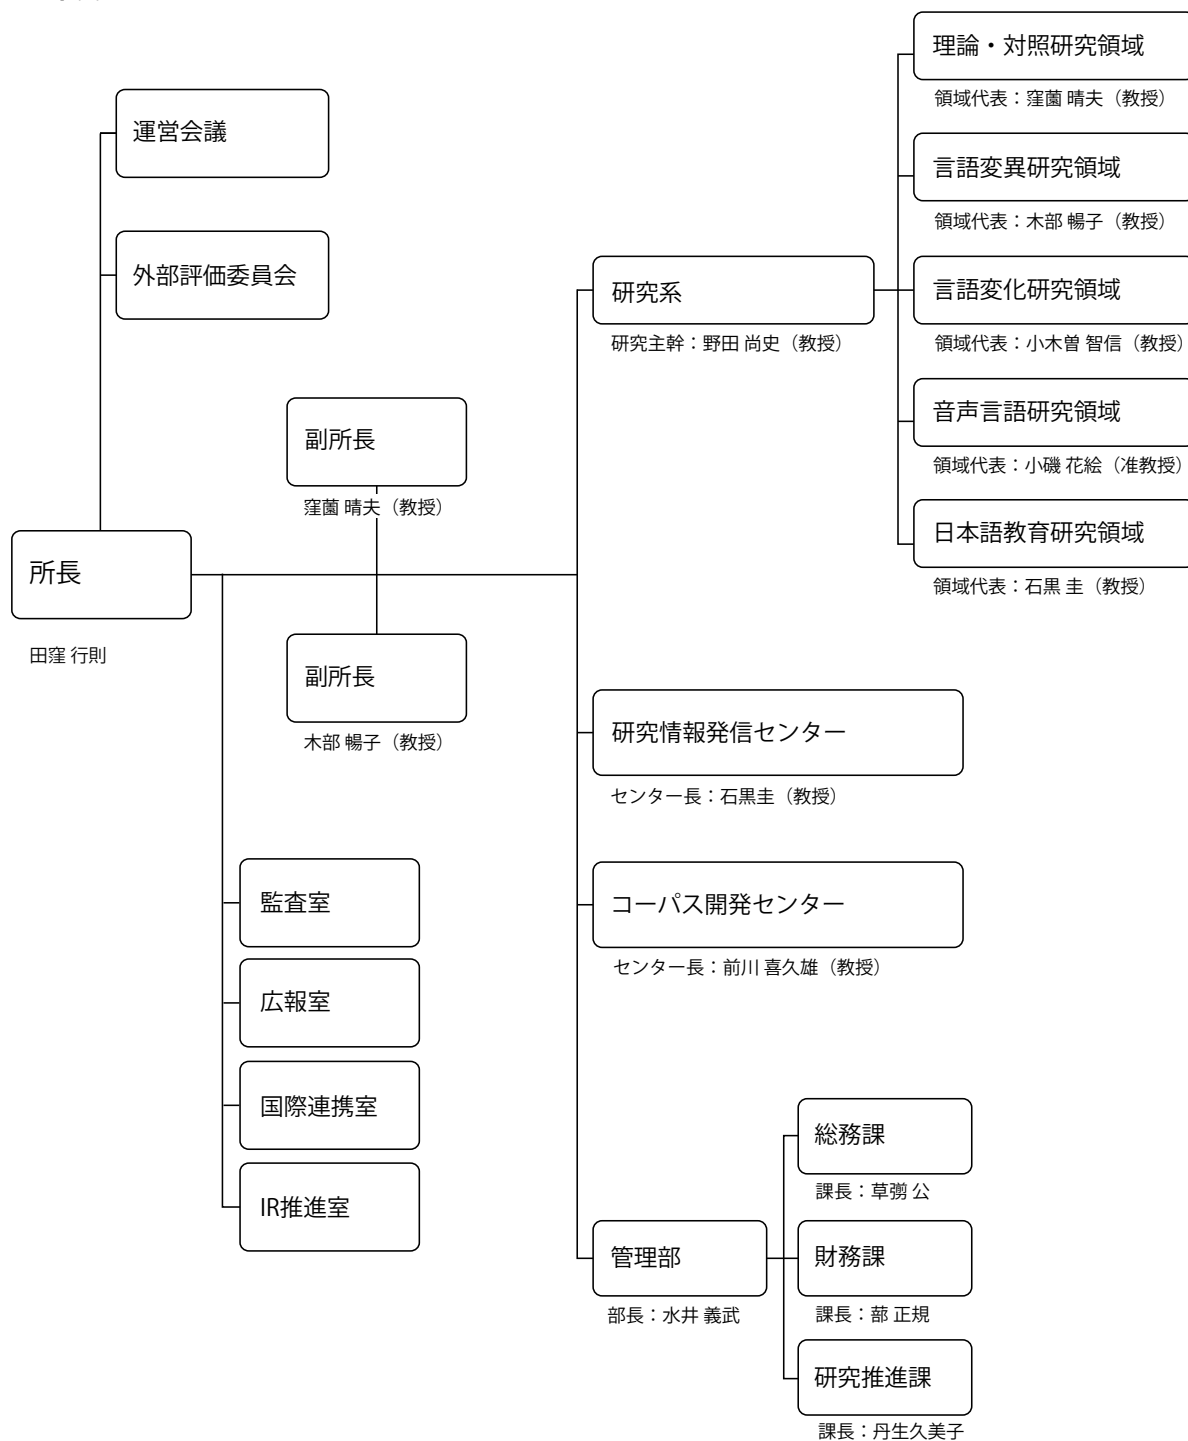 運営会議
外部評価委員会
所長
田窪 行則
副所長
窪薗 晴夫（教授）
副所長
木部 暢子（教授）
監査室
広報室
国際連携室
IR推進室
研究系
研究主幹：野田 尚史（教授）
理論・対照研究領域
領域代表：窪薗 晴夫（教授）
言語変異研究領域
領域代表：木部 暢子（教授）
言語変化研究領域
領域代表：小木曽 智信（教授）
音声言語研究領域
領域代表：小磯 花絵（准教授）
日本語教育研究領域
領域代表：石黒 圭（教授）
研究情報発信センター
センター長：石黒圭（教授）
コーパス開発センター
センター長：前川 喜久雄（教授）
管理部
部長：水井 義武
総務課
課長：草彅 公
財務課
課長：蔀 正規
研究推進課
課長：丹生久美子